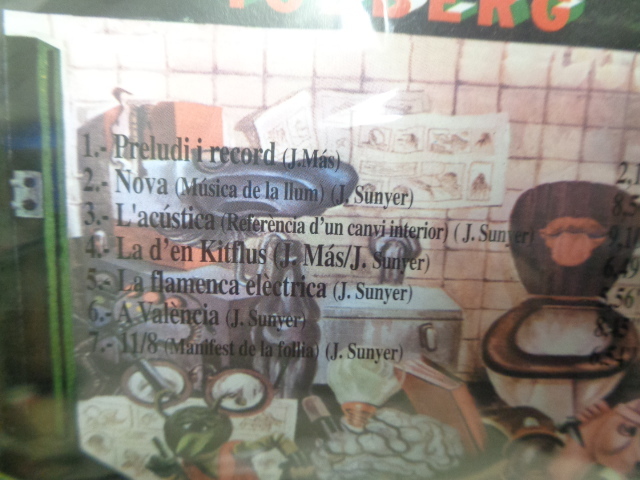 BERG
1.- Preludi i record (J.Más)
2.- Nova (Música de la llum) (J. Sunyer)
3.- L'acústica (Referència d'un canvi interior) ( J. Sunyer)
4.- La d'en Kitflus (J. Más/J. Sunyer)
5.- La flamenca elèctrica (J. Sunyer)
6.- A València (J. Sunyer)
7.- 11/8 (Manifest de la follia) (J. Sunyer)